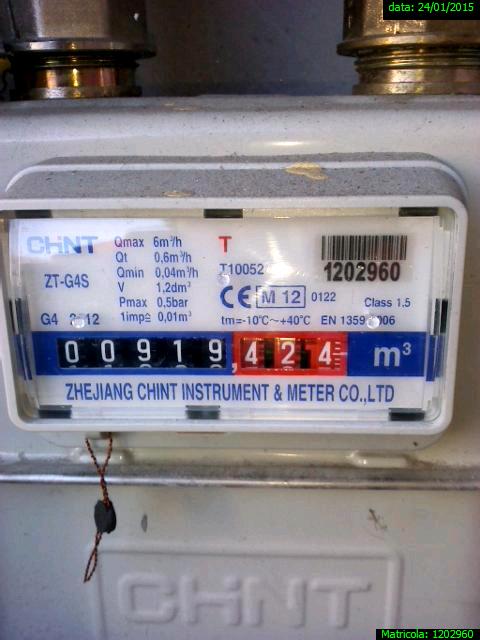 data: 24/01/2015
CHNT
ZT-G4S
Qmax 6m³/h
Qt 0,6m³/h
Qmin 0,04m³/h
V 1,2dm³
Pmax 0,5bar
1imp≙ 0,01m³
T
T10052
1202960
CE M 12 0122
Class 1.5
tm=-10°C~+40°C EN 1359
00919,424 m³
ZHEJIANG CHINT INSTRUMENT & METER CO.,LTD
CHNT
Matricola: 1202960